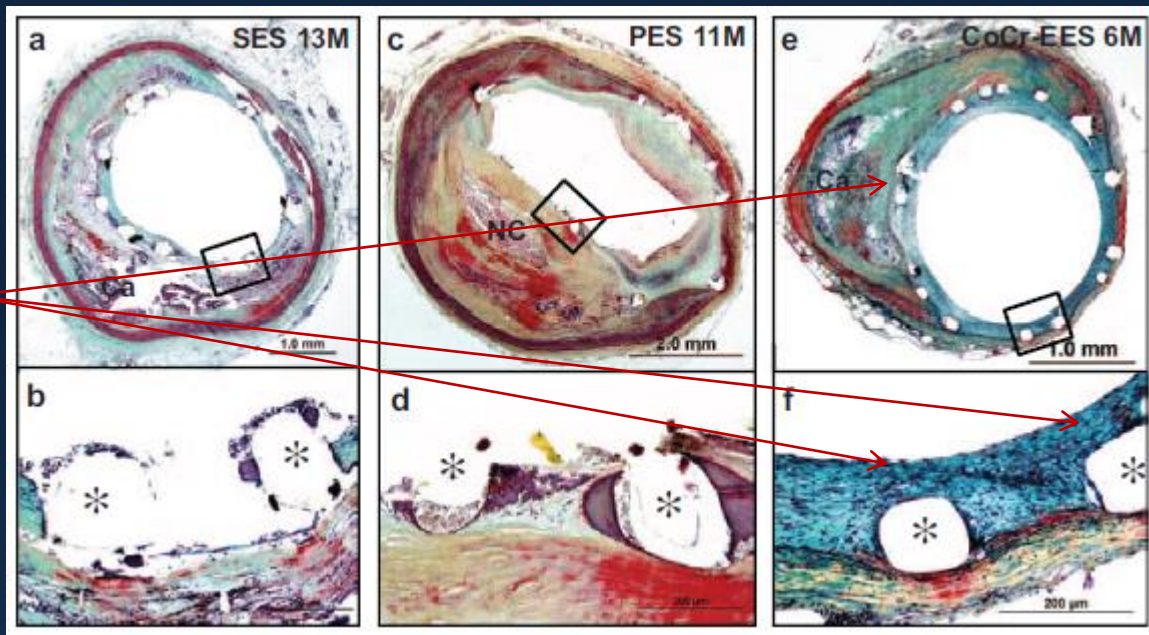 a SES 13M
Ca
1.0 mm
c PES 11M
NC
2.0 mm
e CoCr-EES 6M
Ca
1.0 mm
b
*
*
d
*
*
200 μm
f
*
*
200 μm